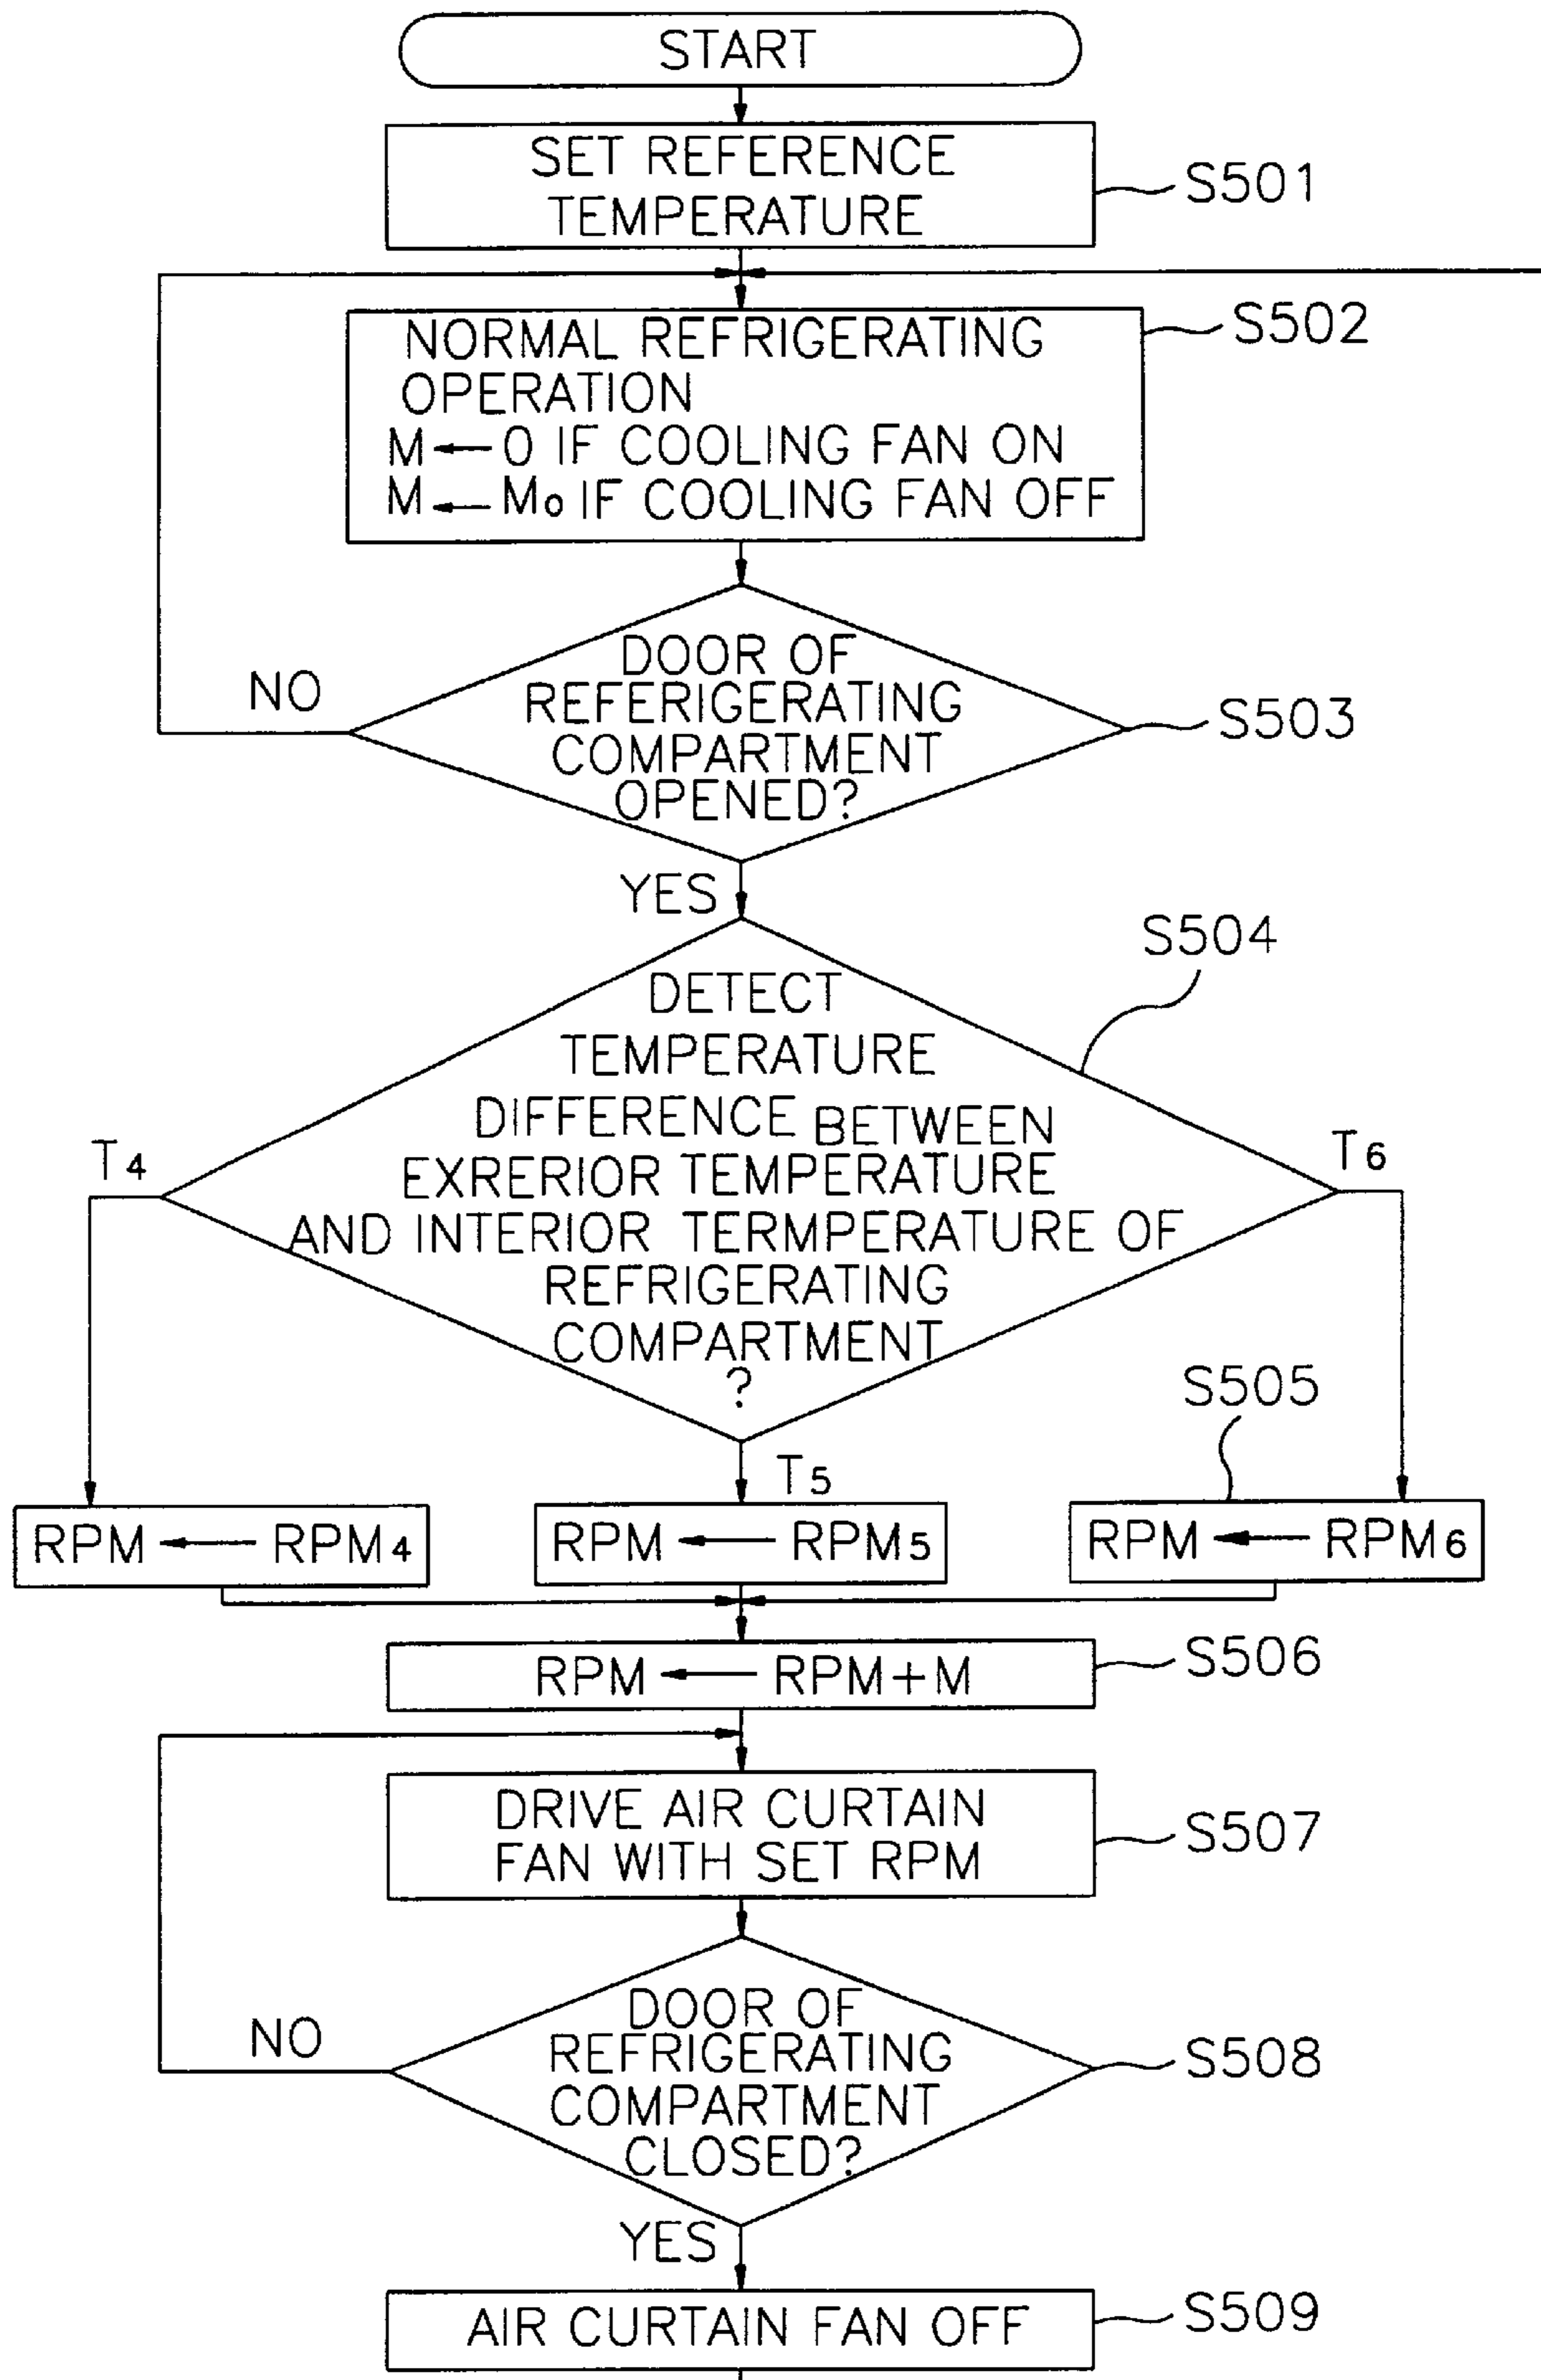 START
SET REFERENCE
TEMPERATURE
S501
NORMAL REFRIGERATING
OPERATION
M ← 0 IF COOLING FAN ON
M ← M0 IF COOLING FAN OFF
S502
DOOR OF
REFERIGERATING
COMPARTMENT
OPENED?
NO
S503
YES
S504
DETECT
TEMPERATURE
DIFFERENCE BETWEEN
EXRERIOR TEMPERATURE
AND INTERIOR TERMPERATURE OF
REFRIGERATING
COMPARTMENT
?
T4
T6
T5
S505
RPM ← RPM4
RPM ← RPM5
RPM ← RPM6
RPM ← RPM+M
S506
DRIVE AIR CURTAIN
FAN WITH SET RPM
S507
DOOR OF
REFRIGERATING
COMPARTMENT
CLOSED?
NO
S508
YES
AIR CURTAIN FAN OFF
S509